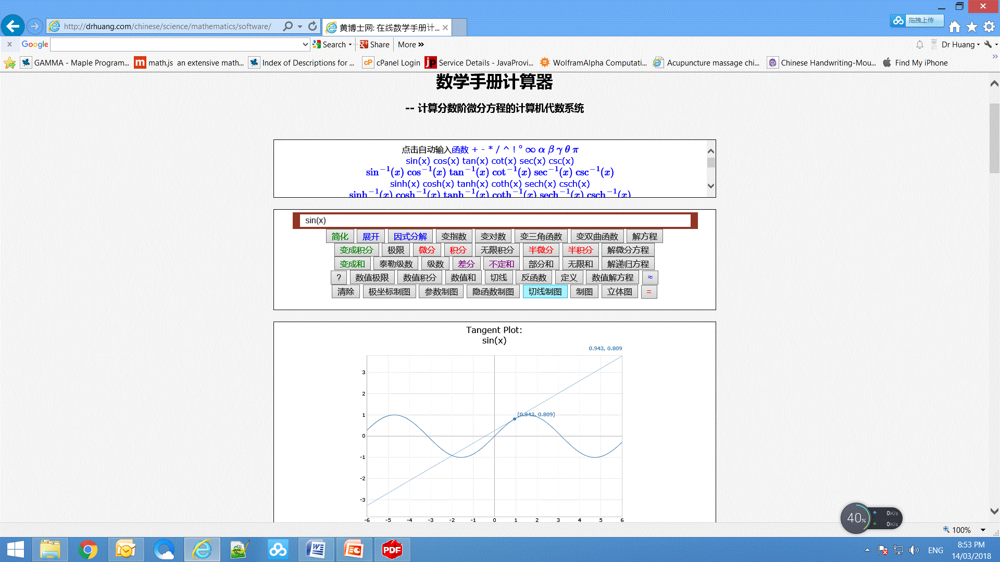 拖拽上传
http://drhuang.com/chinese/science/mathematics/software/
黄博士网: 在线数学手册计...
x Google Search Share More » Dr Huang
GAMMA - Maple Program... math.js an extensive math... Index of Descriptions for ... cPanel Login Service Details - JavaProvi... WolframAlpha Computati... Acupuncture massage chi... Chinese Handwriting-Mou... Find My iPhone
数学手册计算器
-- 计算分数阶微分方程的计算机代数系统
点击自动输入函数 + - * / ^ ! ° ∞ α β γ θ π
sin(x) cos(x) tan(x) cot(x) sec(x) csc(x)
sin⁻¹(x) cos⁻¹(x) tan⁻¹(x) cot⁻¹(x) sec⁻¹(x) csc⁻¹(x)
sinh(x) cosh(x) tanh(x) coth(x) sech(x) csch(x)
sinh⁻¹(x) cosh⁻¹(x) tanh⁻¹(x) coth⁻¹(x) sech⁻¹(x) csch⁻¹(x)
sin(x)
简化 展开 因式分解 变指数 变对数 变三角函数 变双曲函数 解方程
变成积分 极限 微分 积分 无限积分 半微分 半积分 解微分方程
变成和 泰勒级数 级数 差分 不定和 部分和 无限和 解递归方程
? 数值极限 数值积分 数值和 切线 反函数 定义 数值解方程 ≈
清除 极坐标制图 参数制图 隐函数制图 切线制图 制图 立体图 =
Tangent Plot:
sin(x)
0.943, 0.809
3
2
1
(0.943, 0.809)
0
-1
-2
-3
-6 -5 -4 -3 -2 -1 0 1 2 3 4 5 6
40%
0K/s
0K/s
100%
ENG
8:53 PM
14/03/2018
PDF